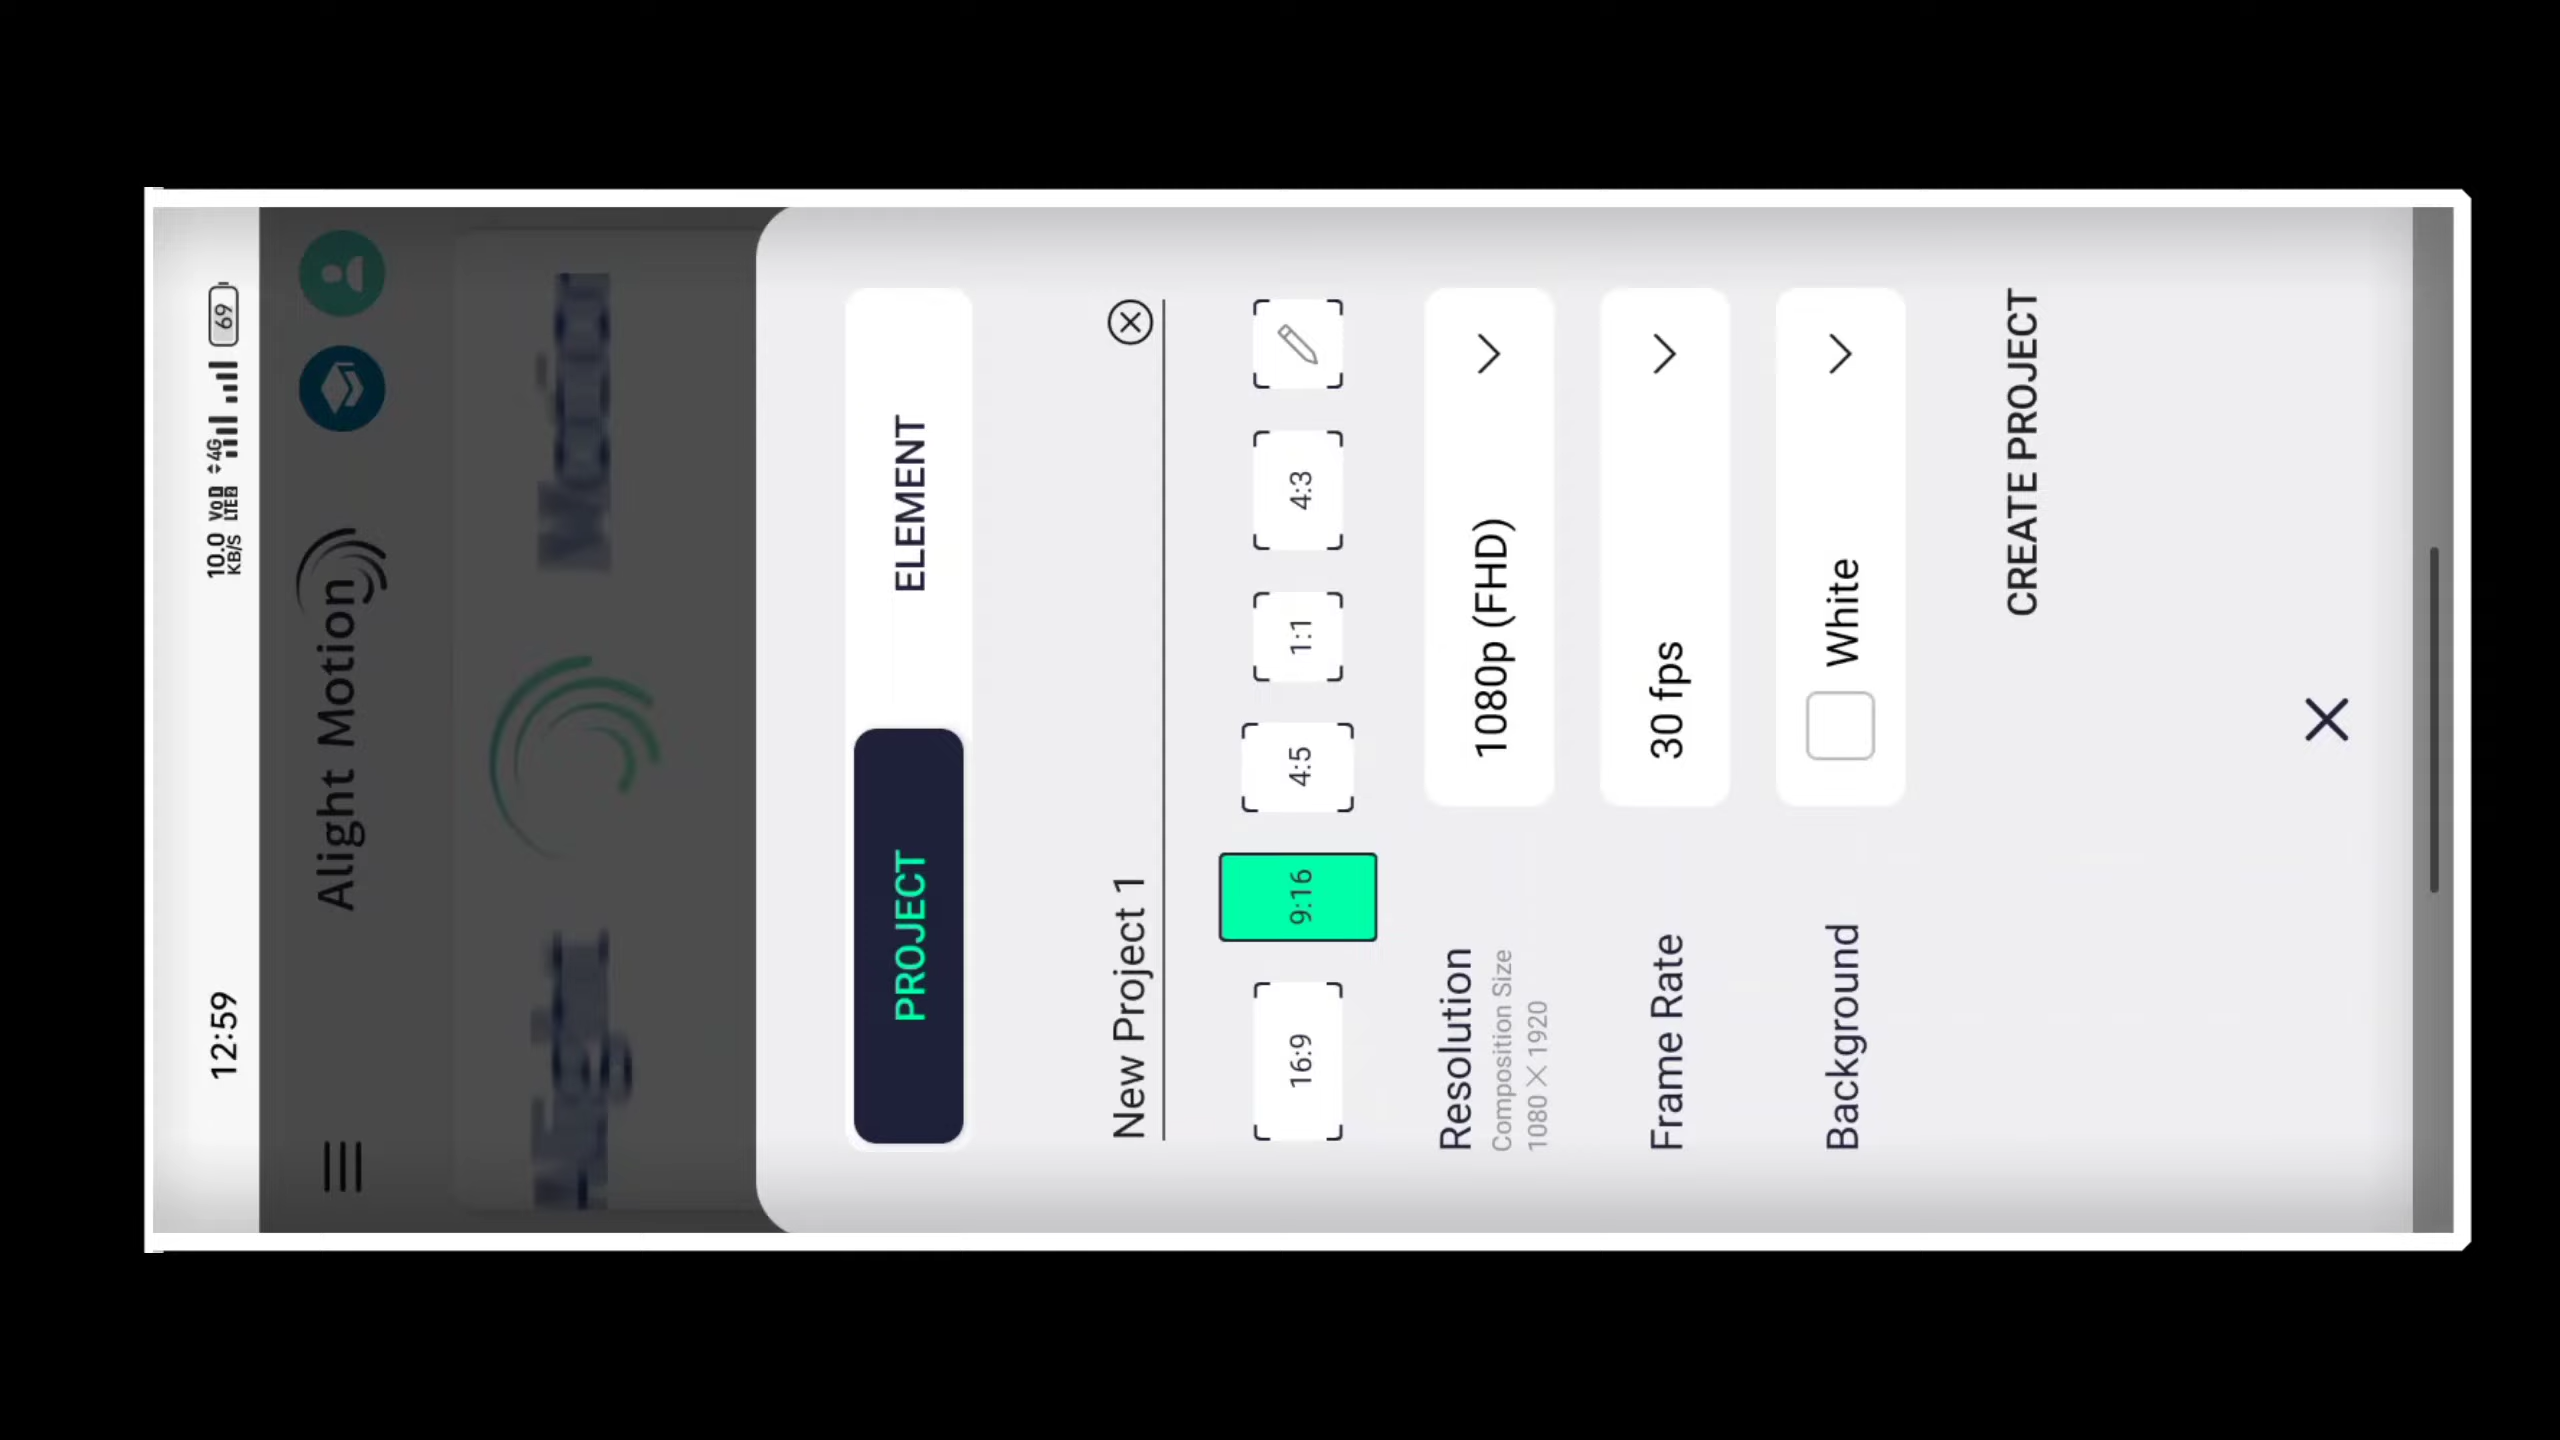 12:59
10.0 KB/S VoD LTE2 4G 69
Alight Motion
PROJECT ELEMENT
New Project 1
16:9 9:16 4:5 1:1 4:3
Resolution 1080p (FHD)
Composition Size
1080 × 1920
Frame Rate 30 fps
Background White
CREATE PROJECT